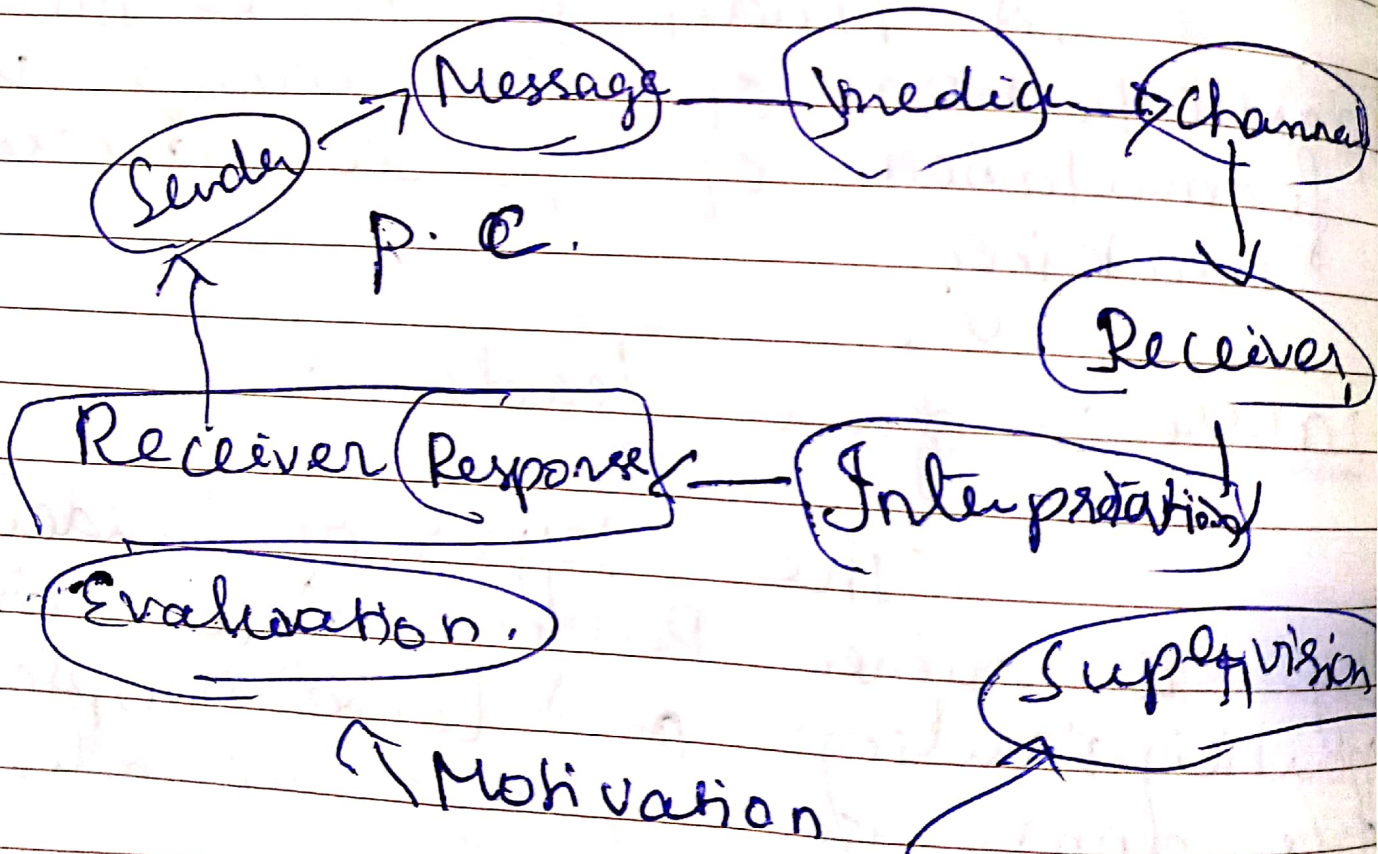 Message media Channel
Sender
P. C.
Receiver
Receiver Response Interpretation
Evaluation.
Supervision
Motivation